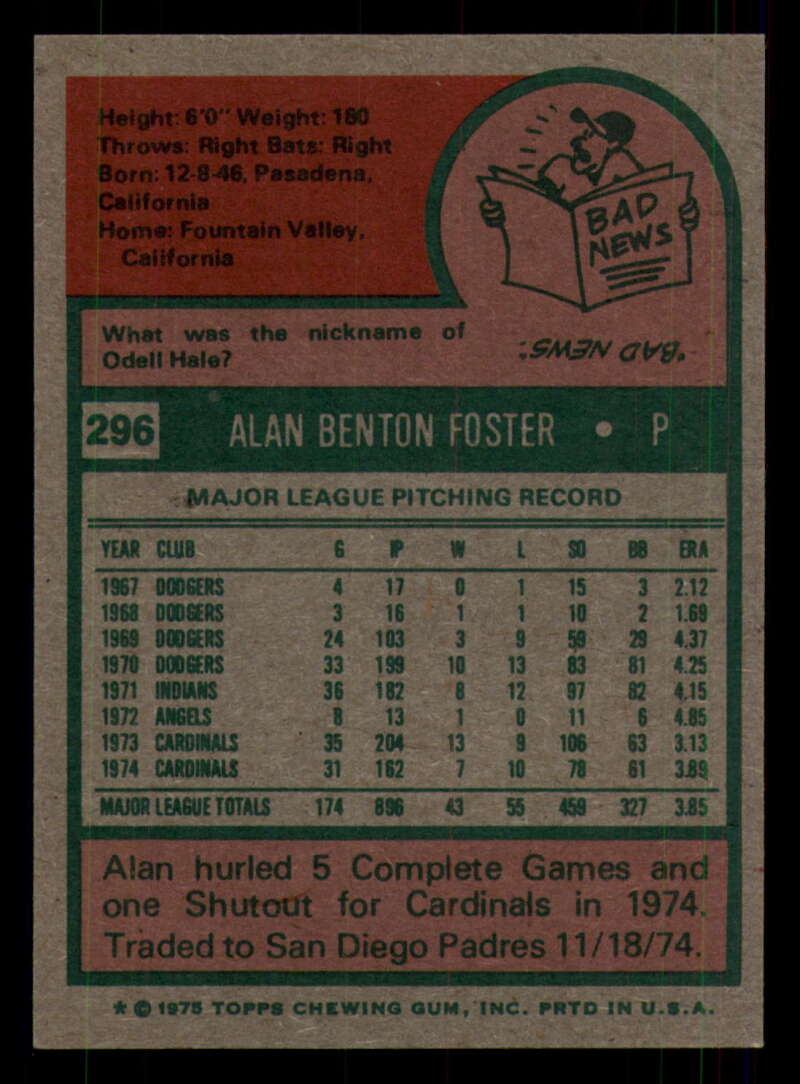 Height: 6'0" Weight: 180
Throws: Right Bats: Right
Born: 12-8-46, Pasadena,
California
Home: Fountain Valley,
California
BAD
NEWS
What was the nickname of
Odell Hale?
"BAD NEWS."
296 ALAN BENTON FOSTER • P
MAJOR LEAGUE PITCHING RECORD
YEAR CLUB G IP W L SO BB ERA
1967 DODGERS 4 17 0 1 15 3 2.12
1968 DODGERS 3 16 1 1 10 2 1.69
1969 DODGERS 24 103 3 9 59 29 4.37
1970 DODGERS 33 199 10 13 83 81 4.25
1971 INDIANS 36 182 8 12 97 82 4.15
1972 ANGELS 8 13 1 0 11 6 4.85
1973 CARDINALS 35 204 13 9 106 63 3.13
1974 CARDINALS 31 162 7 10 78 61 3.89
MAJOR LEAGUE TOTALS 174 896 43 55 459 327 3.85
Alan hurled 5 Complete Games and
one Shutout for Cardinals in 1974.
Traded to San Diego Padres 11/18/74.
* © 1975 TOPPS CHEWING GUM, INC. PRTD IN U.S.A.